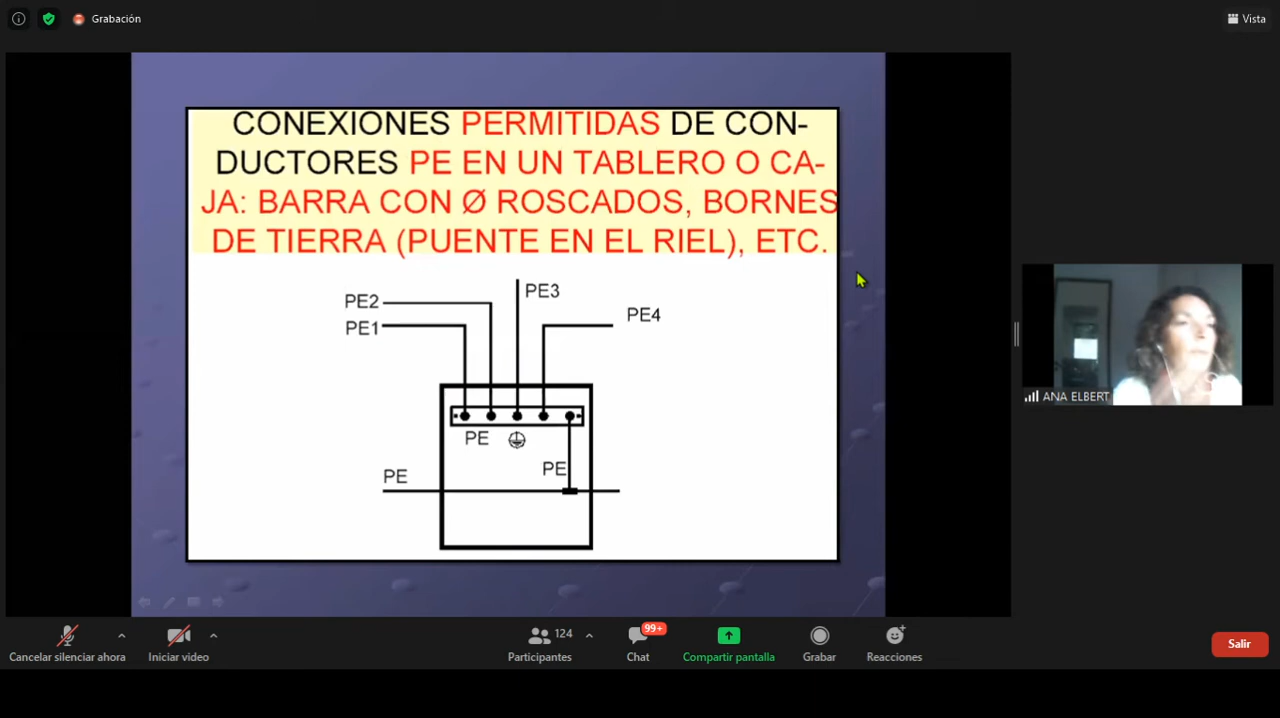 Grabación
Vista
CONEXIONES PERMITIDAS DE CON-
DUCTORES PE EN UN TABLERO O CA-
JA: BARRA CON Ø ROSCADOS, BORNES
DE TIERRA (PUENTE EN EL RIEL), ETC.
PE3
PE2
PE4
PE1
PE
PE
PE
ANA ELBERT
124
99+
Cancelar silenciar ahora
Iniciar video
Participantes
Chat
Compartir pantalla
Grabar
Reacciones
Salir